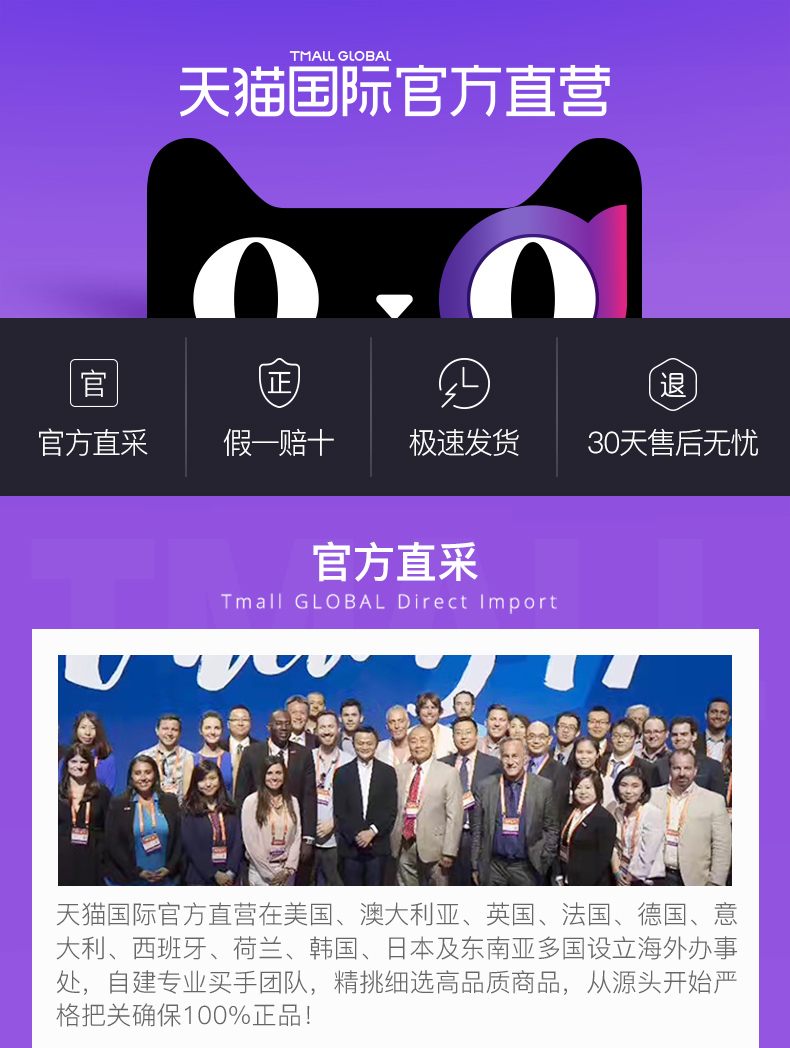 TMALL GLOBAL
天猫国际官方直营
官
正
退
官方直采
假一赔十
极速发货
30天售后无忧
TMALL
官方直采
Tmall GLOBAL Direct Import
天猫国际官方直营在美国、澳大利亚、英国、法国、德国、意
大利、西班牙、荷兰、韩国、日本及东南亚多国设立海外办事
处，自建专业买手团队，精挑细选高品质商品，从源头开始严
格把关确保100%正品！